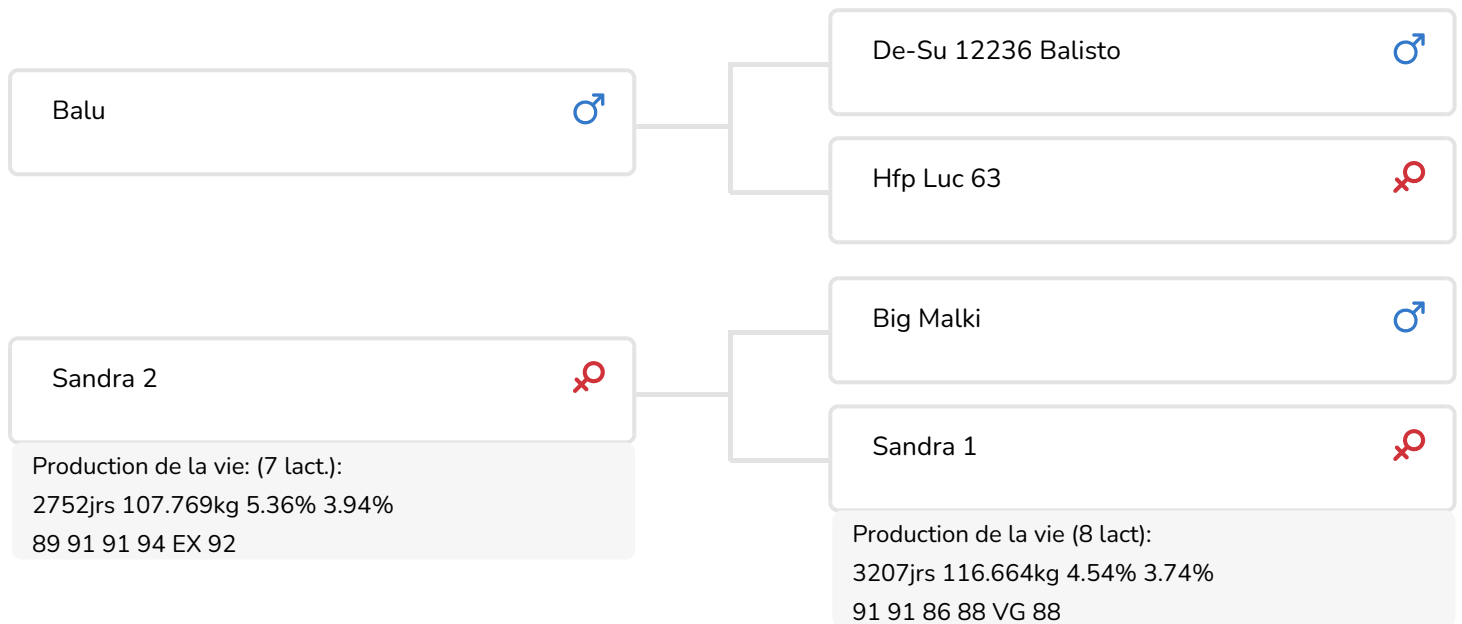 Balu
De-Su 12236 Balisto
Hfp Luc 63
Sandra 2
Production de la vie: (7 lact.):
2752jrs 107.769kg 5.36% 3.94%
89 91 91 94 EX 92
Big Malki
Sandra 1
Production de la vie (8 lact):
3207jrs 116.664kg 4.54% 3.74%
91 91 86 88 VG 88